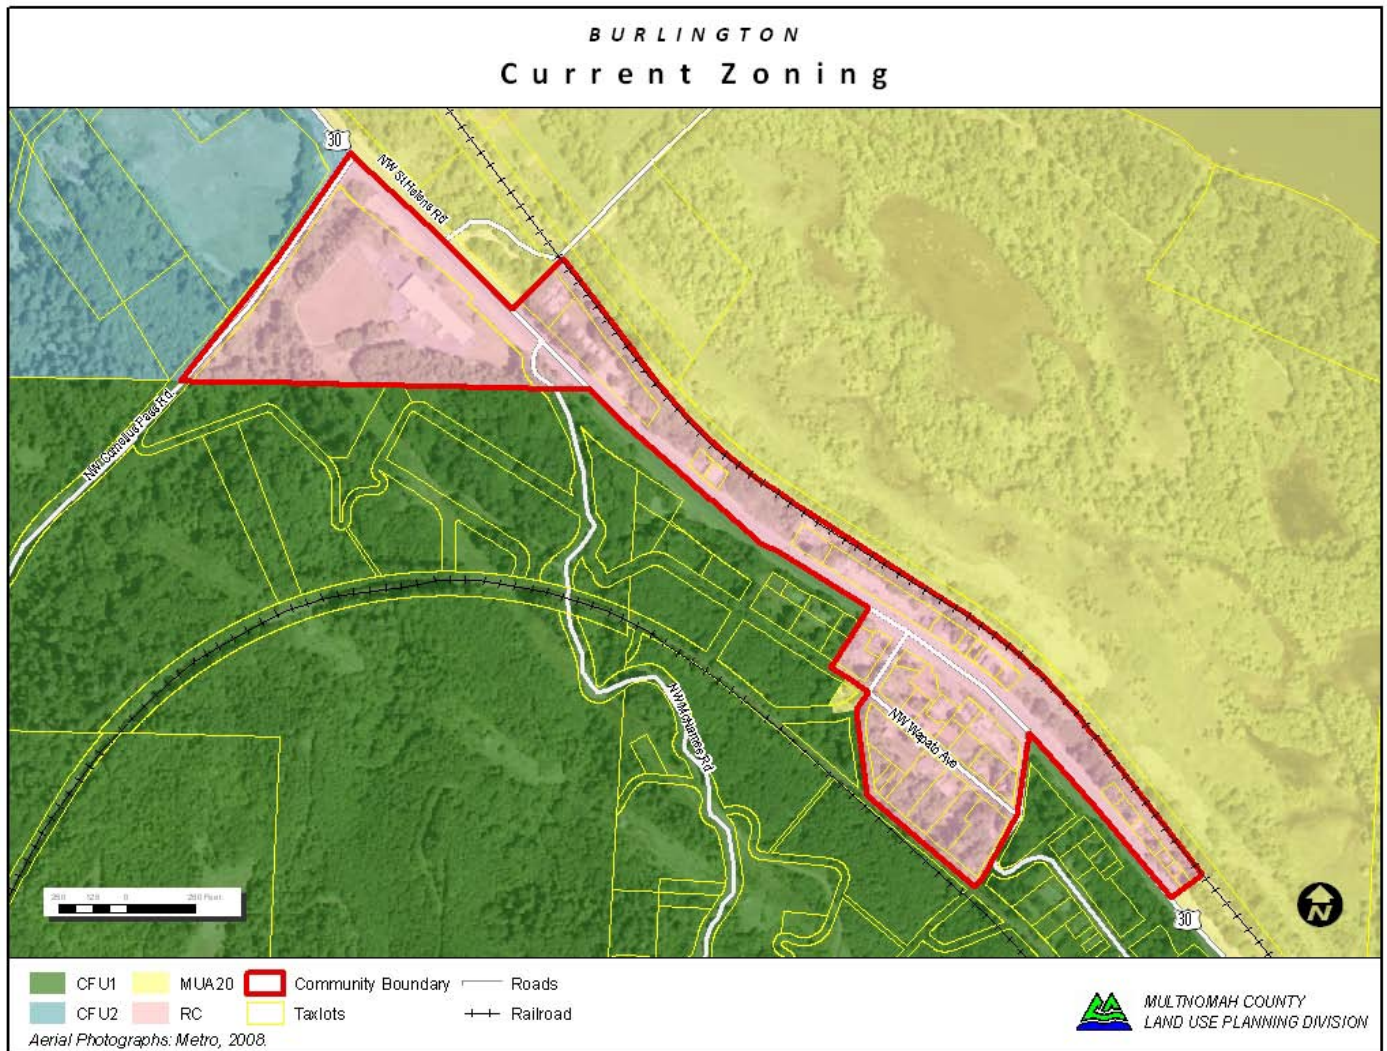 BURLINGTON
Current Zoning
30
NW St Helens Rd
NW Cornelius Pass Rd
NW McNamee Rd
NW Wapato Ave
30
N
CFU1
MUA20
Community Boundary
Roads
CFU2
RC
Taxlots
Railroad
Aerial Photographs: Metro, 2008.
MULTNOMAH COUNTY
LAND USE PLANNING DIVISION